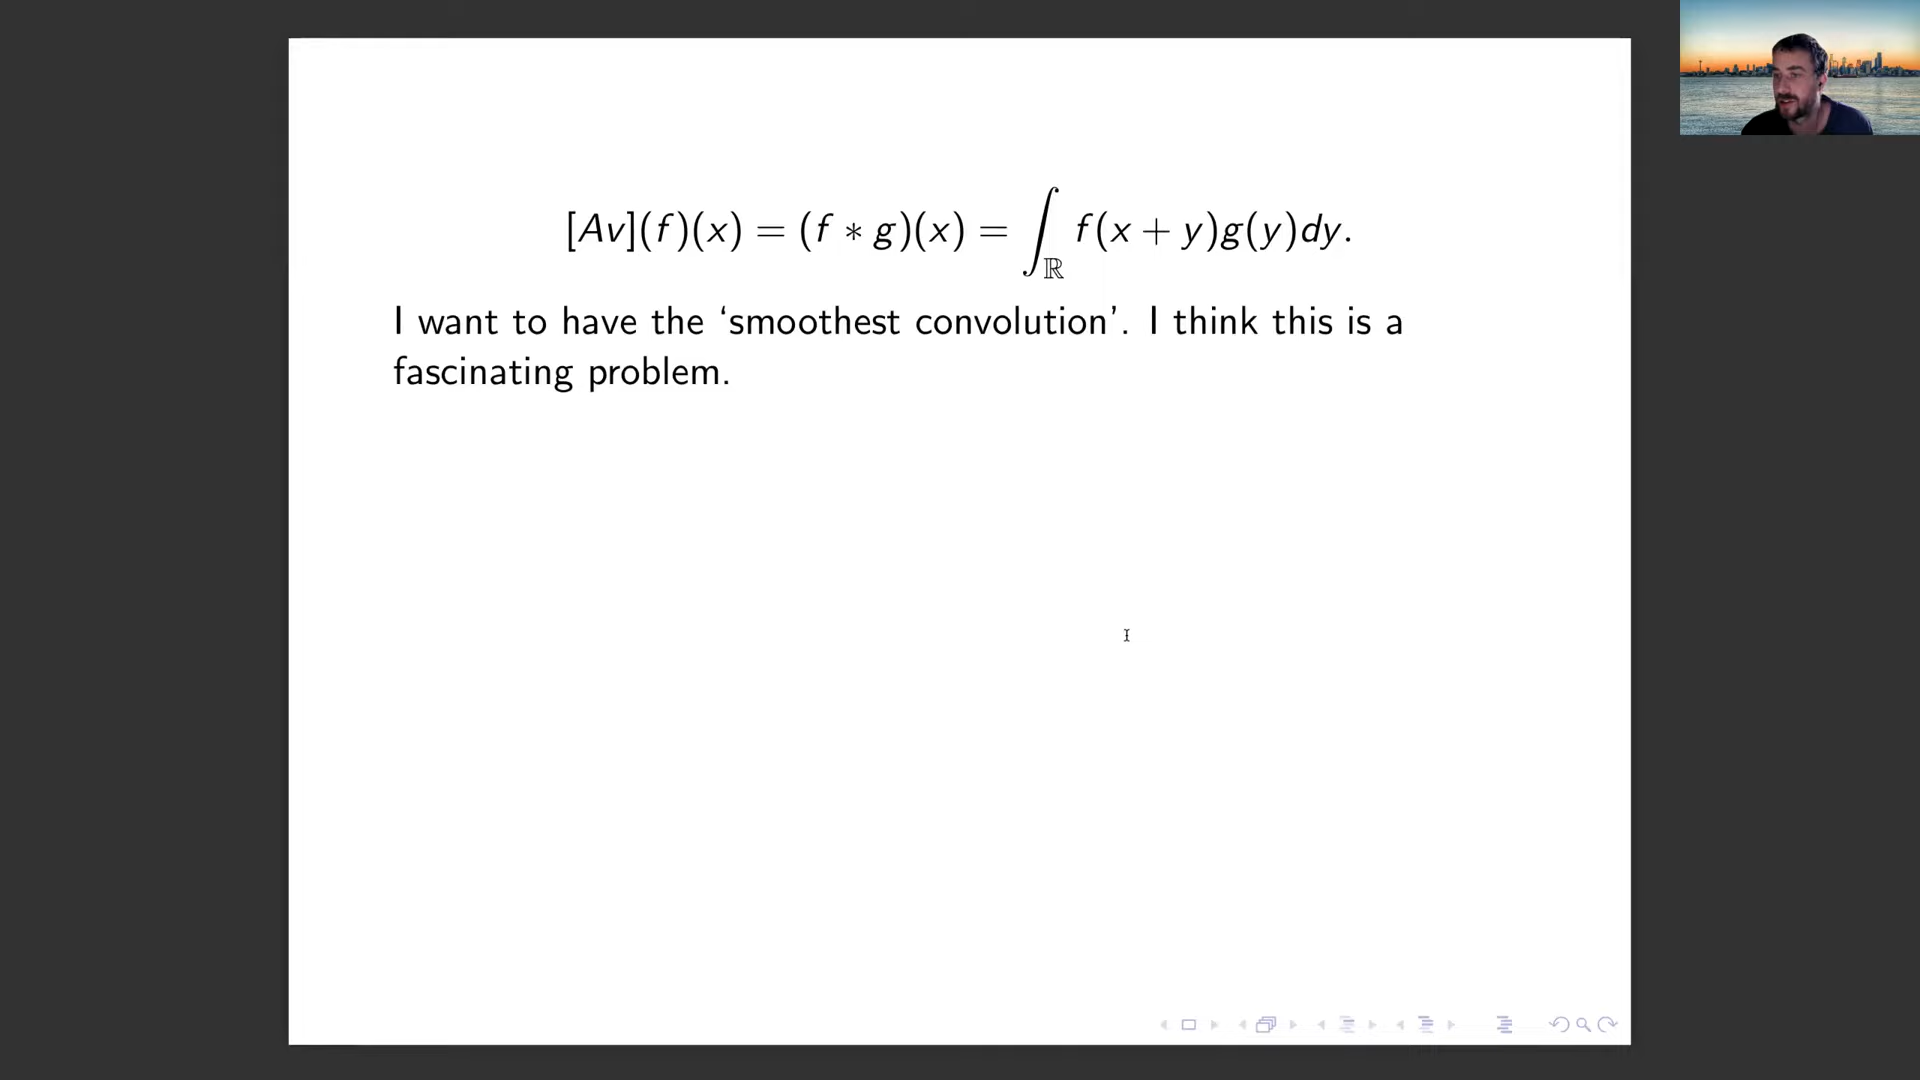 [Av](f)(x) = (f ∗ g)(x) = ∫_ℝ f(x + y)g(y)dy.
I want to have the ‘smoothest convolution’. I think this is a
fascinating problem.